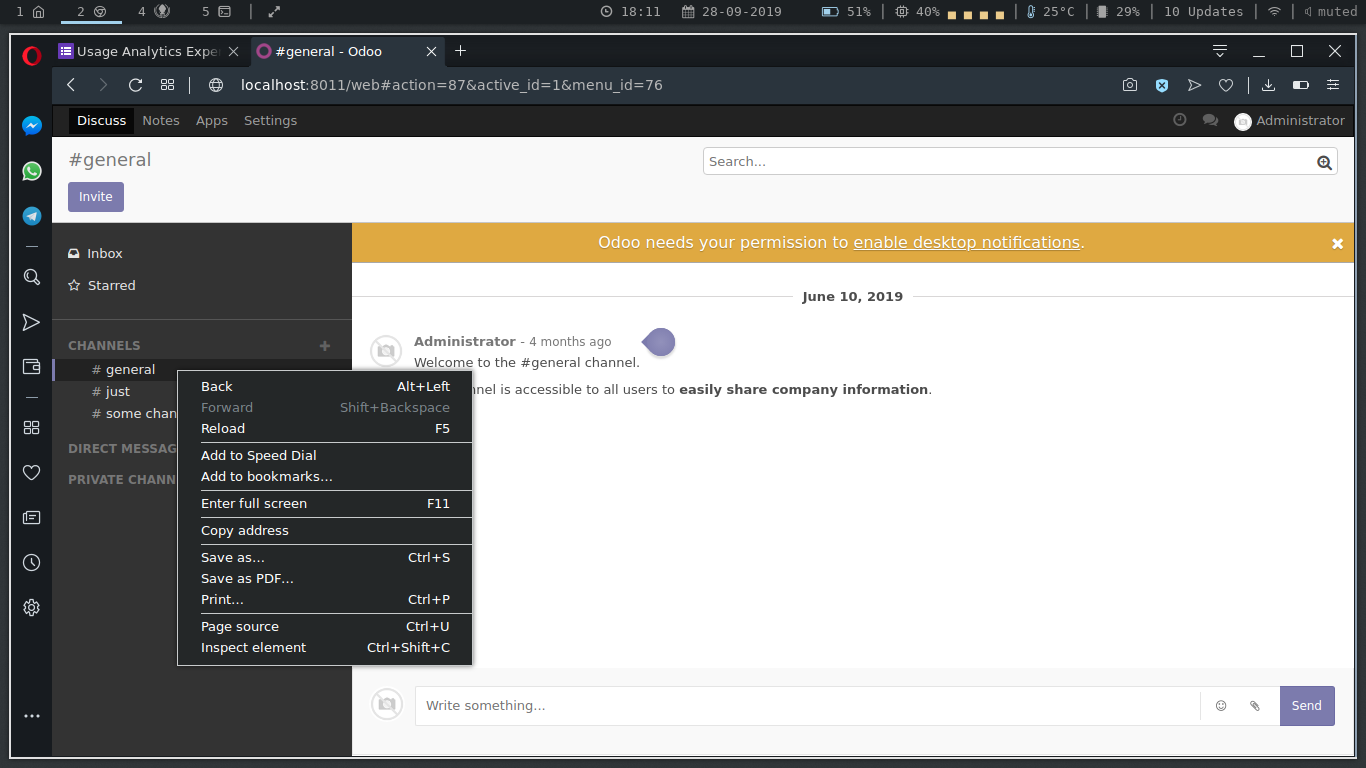 1 2 4 5 18:11 28-09-2019 51% 40% 25°C 29% 10 Updates muted
Usage Analytics Expe #general - Odoo
localhost:8011/web#action=87&active_id=1&menu_id=76
Discuss Notes Apps Settings Administrator
#general Search...
Invite
Odoo needs your permission to enable desktop notifications.
Inbox
Starred
June 10, 2019
CHANNELS
# general
# just
# some chan
DIRECT MESSAG
PRIVATE CHANN
Administrator - 4 months ago
Welcome to the #general channel.
nel is accessible to all users to easily share company information.
Back Alt+Left
Forward Shift+Backspace
Reload F5
Add to Speed Dial
Add to bookmarks...
Enter full screen F11
Copy address
Save as... Ctrl+S
Save as PDF...
Print... Ctrl+P
Page source Ctrl+U
Inspect element Ctrl+Shift+C
Write something... Send